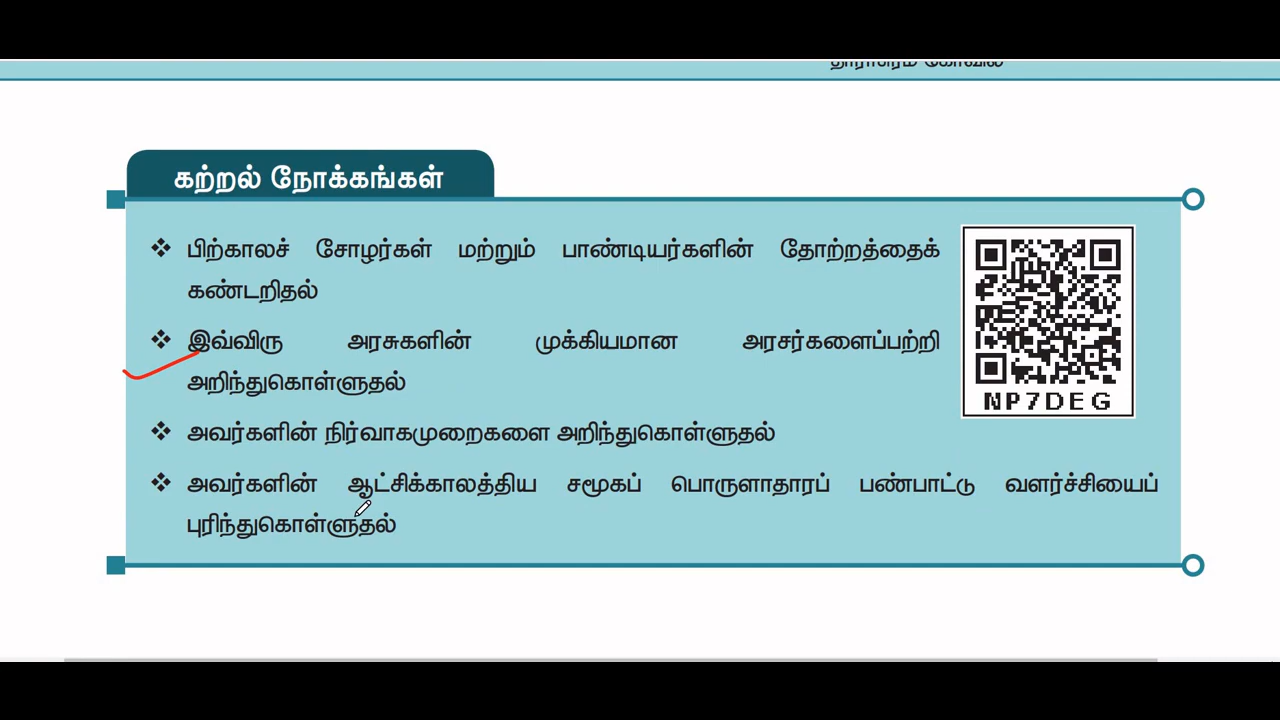 தாராசுரம் கோவில்
கற்றல் நோக்கங்கள்
❖ பிற்காலச் சோழர்கள் மற்றும் பாண்டியர்களின் தோற்றத்தைக்
கண்டறிதல்
❖ இவ்விரு அரசுகளின் முக்கியமான அரசர்களைப்பற்றி
அறிந்துகொள்ளுதல்
❖ அவர்களின் நிர்வாகமுறைகளை அறிந்துகொள்ளுதல்
❖ அவர்களின் ஆட்சிக்காலத்திய சமூகப் பொருளாதாரப் பண்பாட்டு வளர்ச்சியைப்
புரிந்துகொள்ளுதல்
NP7DEG